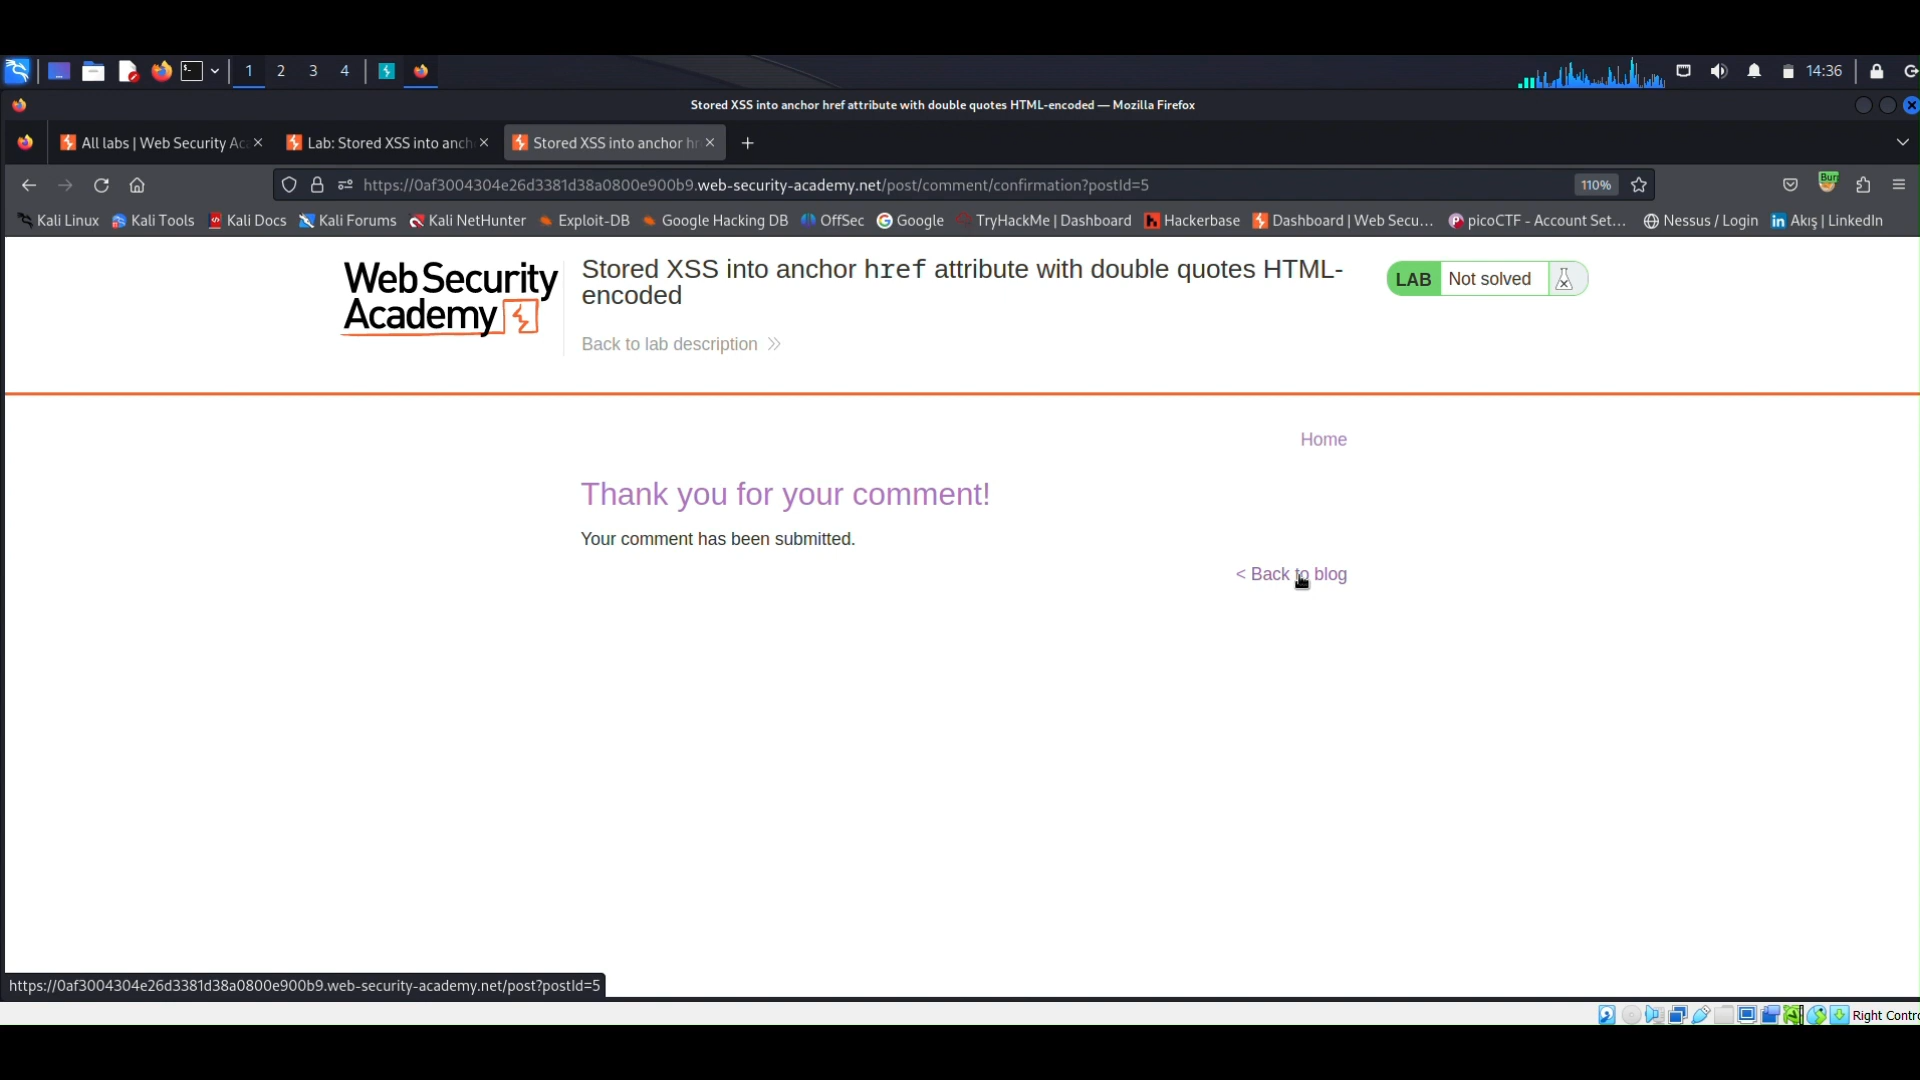 1 2 3 4 14:36
Stored XSS into anchor href attribute with double quotes HTML-encoded — Mozilla Firefox
All labs | Web Security Ac Lab: Stored XSS into anch Stored XSS into anchor hr
https://0af3004304e26d3381d38a0800e900b9.web-security-academy.net/post/comment/confirmation?postId=5 110% Bur
Kali Linux Kali Tools Kali Docs Kali Forums Kali NetHunter Exploit-DB Google Hacking DB OffSec Google TryHackMe | Dashboard Hackerbase Dashboard | Web Secu... picoCTF - Account Set... Nessus / Login Akış | LinkedIn
Web Security
Academy
Stored XSS into anchor href attribute with double quotes HTML-
encoded
LAB Not solved
Back to lab description
Home
Thank you for your comment!
Your comment has been submitted.
< Back to blog
https://0af3004304e26d3381d38a0800e900b9.web-security-academy.net/post?postId=5
Right Contro